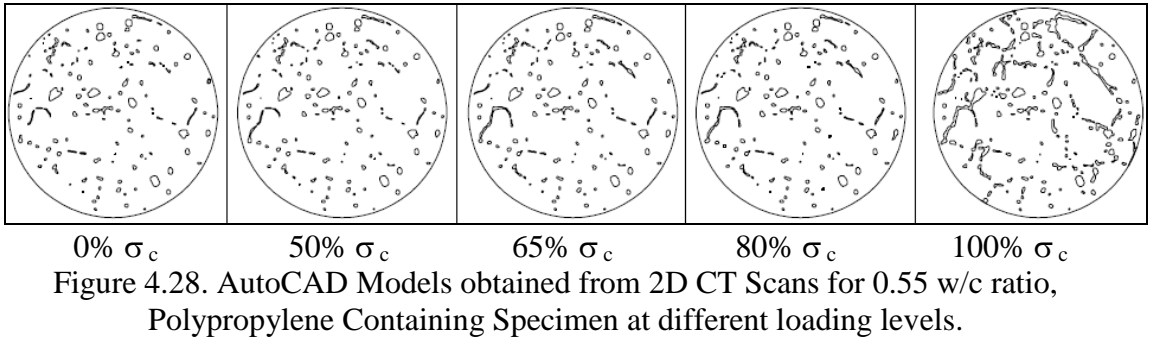 0% σ c 50% σ c 65% σ c 80% σ c 100% σ c
Figure 4.28. AutoCAD Models obtained from 2D CT Scans for 0.55 w/c ratio,
Polypropylene Containing Specimen at different loading levels.